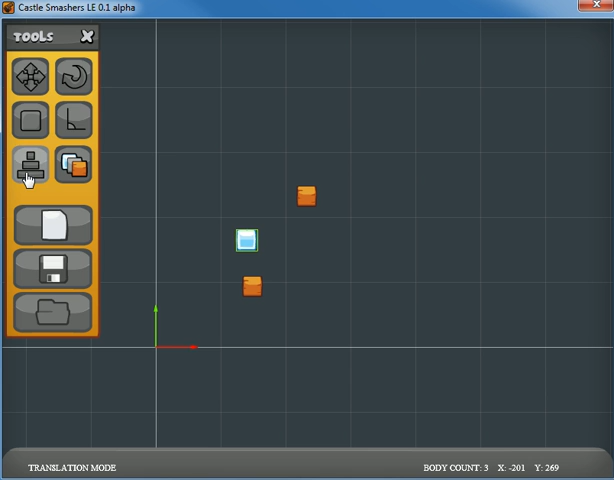 Castle Smashers LE 0.1 alpha
TOOLS
TRANSLATION MODE
BODY COUNT: 3 X: -201 Y: 269